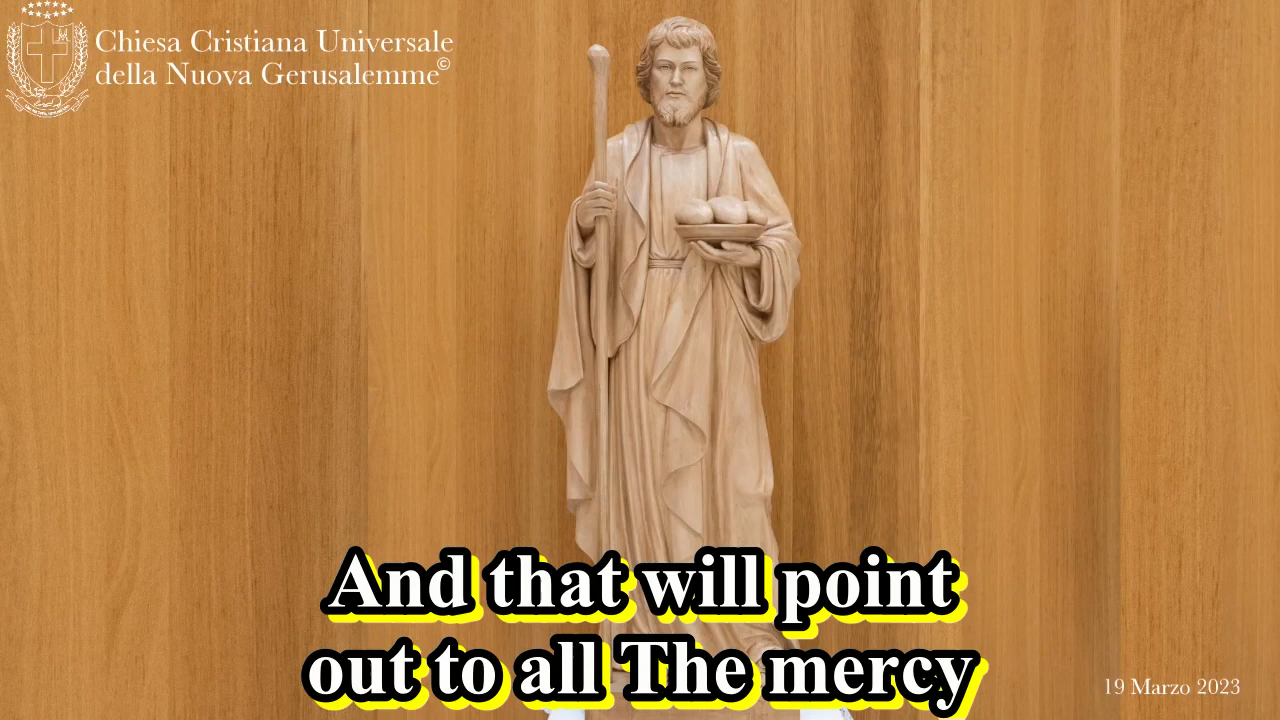 Chiesa Cristiana Universale
della Nuova Gerusalemme©
And that will point
out to all The mercy
19 Marzo 2023